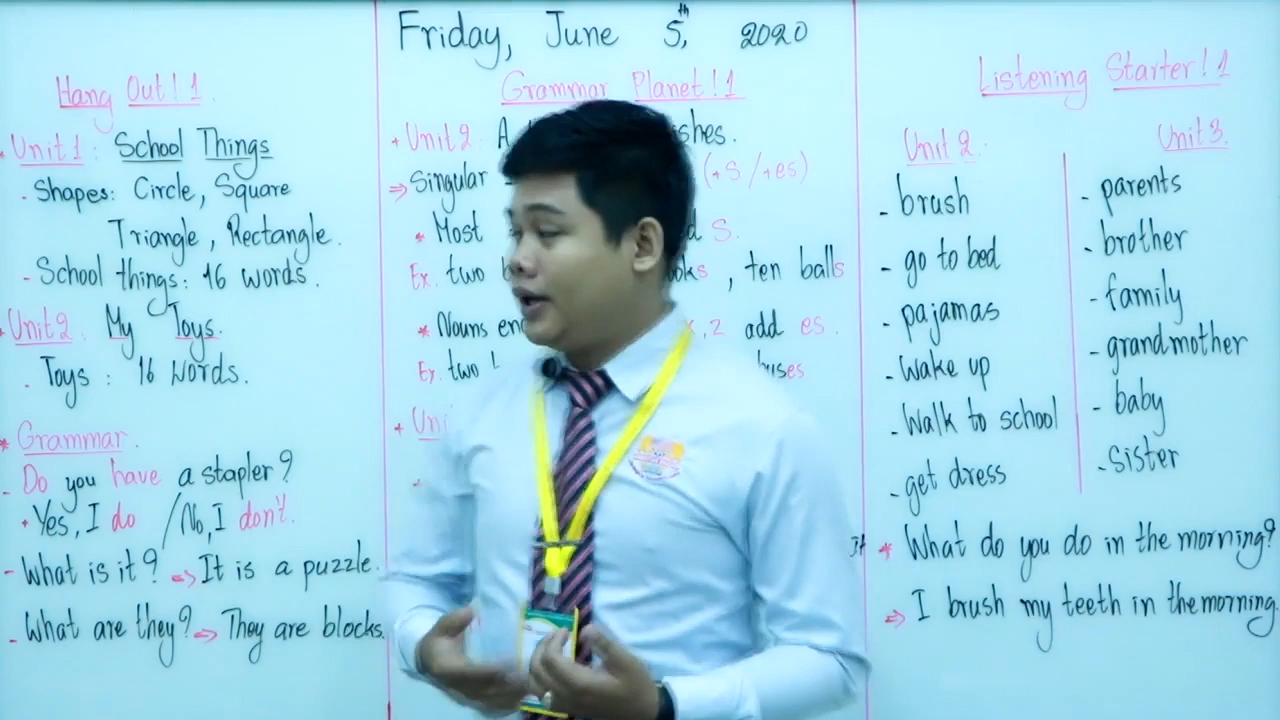 Friday, June 5th, 2020
Hang Out! 1
* Unit 1: School Things
- Shapes: Circle, Square
Triangle, Rectangle.
- School things: 16 words.
* Unit 2: My Toys.
- Toys: 16 words.
* Grammar.
- Do you have a stapler?
+ Yes, I do / No, I don't.
- What is it? => It is a puzzle.
- What are they? => They are blocks.
Grammar Planet! 1
+ Unit 2: shes.
=> Singular (+s/+es)
* Most s.
Ex. two , ten balls
* Nouns z add es.
Ex. two
+
Listening Starter! 1
Unit 2.
- brush
- go to bed
- pajamas
- Wake up
- Walk to school
- get dress
Unit 3.
- parents
- brother
- family
- grandmother
- baby
- sister
* What do you do in the morning?
=> I brush my teeth in the morning.